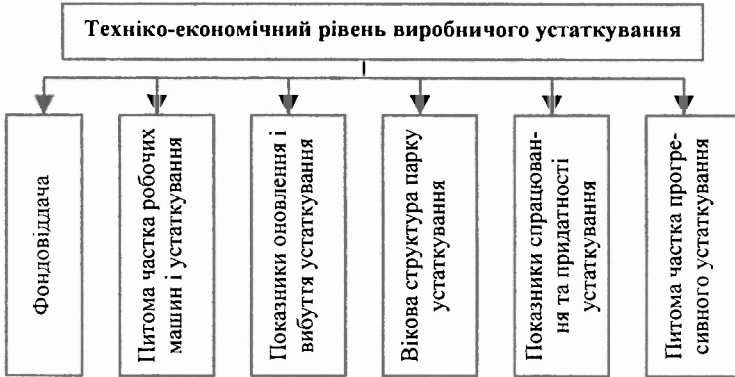 Техніко-економічний рівень виробничого устаткування
Фондовіддача
Питома частка робочих
машин і устаткування
Показники оновлення і
вибуття устаткування
Вікова структура парку
устаткування
Показники спрацюван-
ня та придатності
устаткування
Питома частка прогре-
сивного устаткування